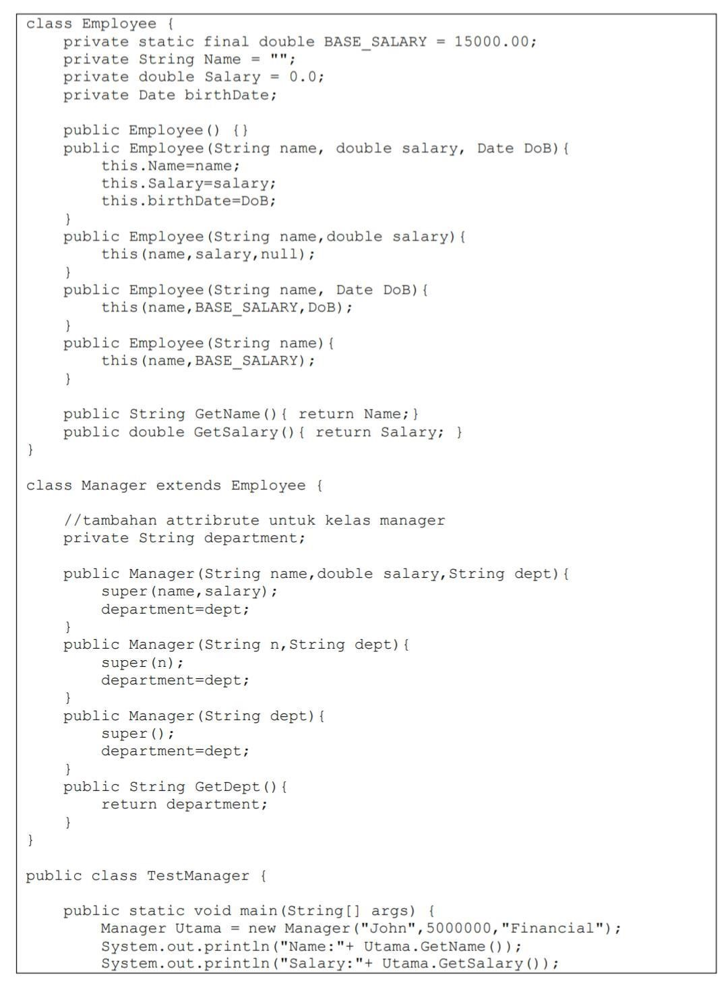 class Employee {
    private static final double BASE_SALARY = 15000.00;
    private String Name = "";
    private double Salary = 0.0;
    private Date birthDate;

    public Employee() {}
    public Employee(String name, double salary, Date DoB){
        this.Name=name;
        this.Salary=salary;
        this.birthDate=DoB;
    }
    public Employee(String name,double salary){
        this(name,salary,null);
    }
    public Employee(String name, Date DoB){
        this(name,BASE_SALARY,DoB);
    }
    public Employee(String name){
        this(name,BASE_SALARY);
    }

    public String GetName(){ return Name;}
    public double GetSalary(){ return Salary; }
}

class Manager extends Employee {

    //tambahan attribrute untuk kelas manager
    private String department;

    public Manager(String name,double salary,String dept){
        super(name,salary);
        department=dept;
    }
    public Manager(String n,String dept){
        super(n);
        department=dept;
    }
    public Manager(String dept){
        super();
        department=dept;
    }
    public String GetDept(){
        return department;
    }
}

public class TestManager {

    public static void main(String[] args) {
        Manager Utama = new Manager("John",5000000,"Financial");
        System.out.println("Name:"+ Utama.GetName());
        System.out.println("Salary:"+ Utama.GetSalary());